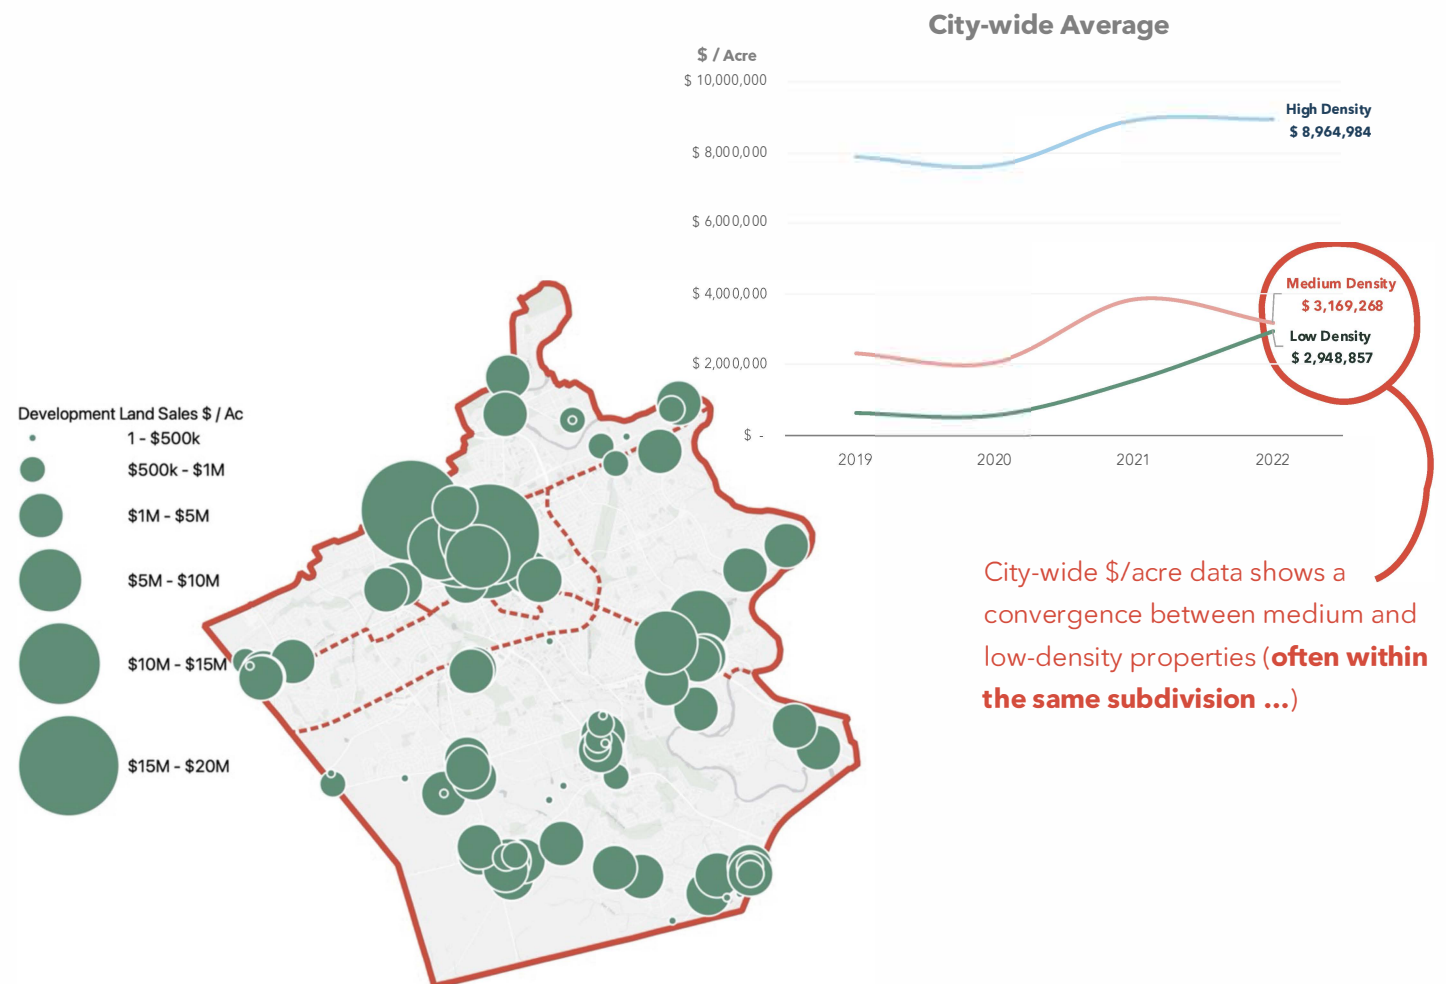 City-wide Average
$ / Acre
$ 10,000,000
$ 8,000,000
$ 6,000,000
$ 4,000,000
$ 2,000,000
$ -
2019 2020 2021 2022
High Density
$ 8,964,984
Medium Density
$ 3,169,268
Low Density
$ 2,948,857
Development Land Sales $ / Ac
1 - $500k
$500k - $1M
$1M - $5M
$5M - $10M
$10M - $15M
$15M - $20M
City-wide $/acre data shows a
convergence between medium and
low-density properties (often within
the same subdivision ...)